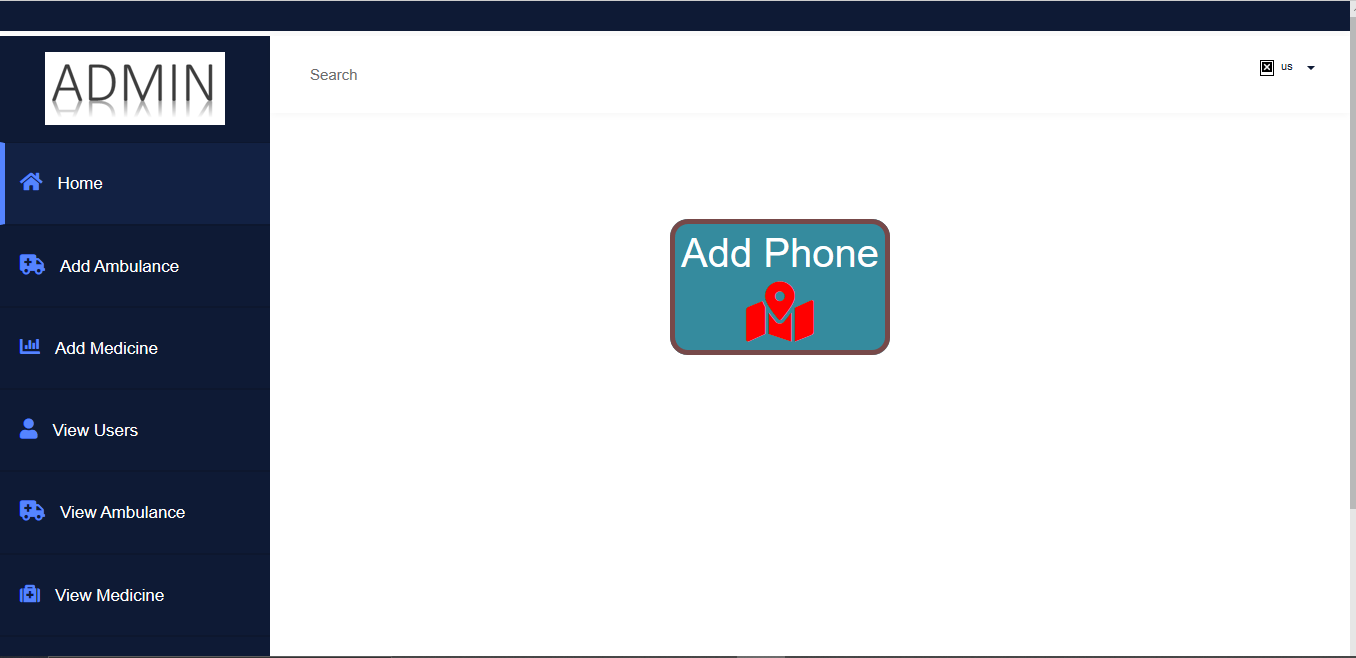 ADMIN
Search
us
Home
Add Phone
Add Ambulance
Add Medicine
View Users
View Ambulance
View Medicine